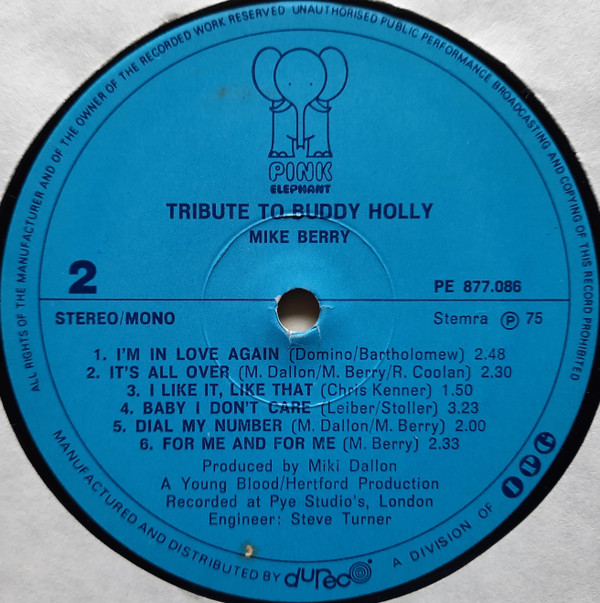 ALL RIGHTS OF THE MANUFACTURER AND OF THE OWNER OF THE RECORDED WORK RESERVED UNAUTHORISED PUBLIC PERFORMANCE BROADCASTING AND COPYING OF THIS RECORD PROHIBITED
PINK
ELEPHANT
TRIBUTE TO BUDDY HOLLY
MIKE BERRY
2
PE 877.086
STEREO/MONO
Stemra Ⓟ 75
1. I'M IN LOVE AGAIN (Domino/Bartholomew) 2.48
2. IT'S ALL OVER (M. Dallon/M. Berry/R. Coolan) 2.30
3. I LIKE IT, LIKE THAT (Chris Kenner) 1.50
4. BABY I DON'T CARE (Leiber/Stoller) 3.23
5. DIAL MY NUMBER (M. Dallon/M. Berry) 2.00
6. FOR ME AND FOR ME (M. Berry) 2.33
Produced by Miki Dallon
A Young Blood/Hertford Production
Recorded at Pye Studio's, London
Engineer: Steve Turner
MANUFACTURED AND DISTRIBUTED BY dureco A DIVISION OF